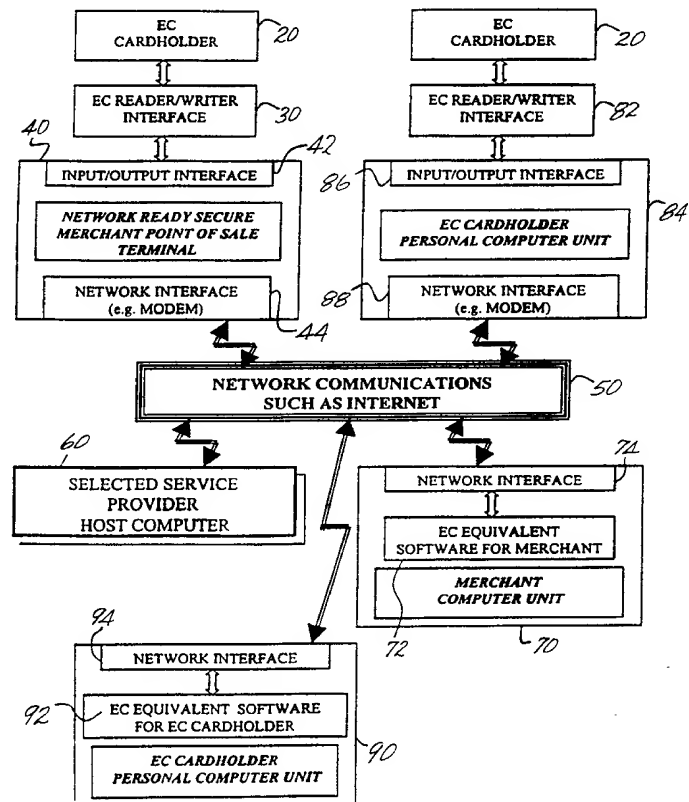 EC
CARDHOLDER
20
EC READER/WRITER
INTERFACE
30
40
42
INPUT/OUTPUT INTERFACE
NETWORK READY SECURE
MERCHANT POINT OF SALE
TERMINAL
NETWORK INTERFACE
(e.g. MODEM)
44
EC
CARDHOLDER
20
EC READER/WRITER
INTERFACE
82
86
INPUT/OUTPUT INTERFACE
84
EC CARDHOLDER
PERSONAL COMPUTER UNIT
88
NETWORK INTERFACE
(e.g. MODEM)
NETWORK COMMUNICATIONS
SUCH AS INTERNET
50
60
SELECTED SERVICE
PROVIDER
HOST COMPUTER
74
NETWORK INTERFACE
EC EQUIVALENT
SOFTWARE FOR MERCHANT
MERCHANT
COMPUTER UNIT
72
70
94
NETWORK INTERFACE
92
EC EQUIVALENT SOFTWARE
FOR EC CARDHOLDER
90
EC CARDHOLDER
PERSONAL COMPUTER UNIT